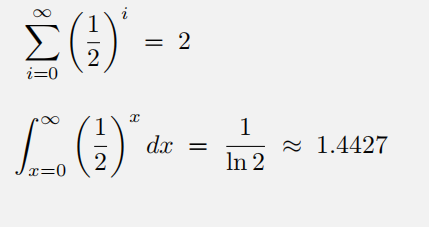 ∑_{i=0}^{∞} (1/2)^i = 2
∫_{x=0}^{∞} (1/2)^x dx = 1/ln 2 ≈ 1.4427